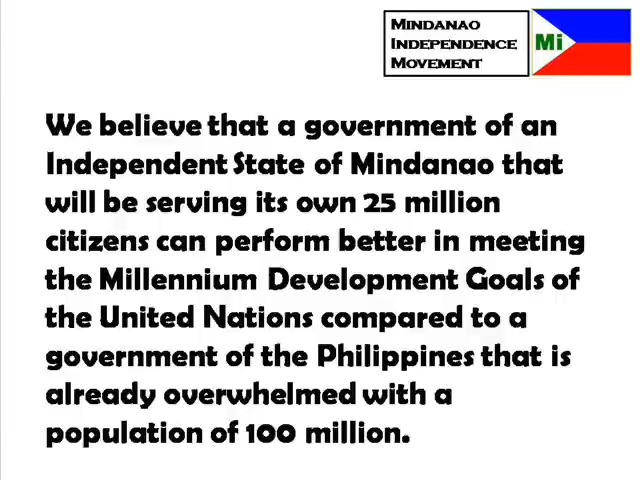 MINDANAO
INDEPENDENCE
MOVEMENT
Mi
We believe that a government of an
Independent State of Mindanao that
will be serving its own 25 million
citizens can perform better in meeting
the Millennium Development Goals of
the United Nations compared to a
government of the Philippines that is
already overwhelmed with a
population of 100 million.